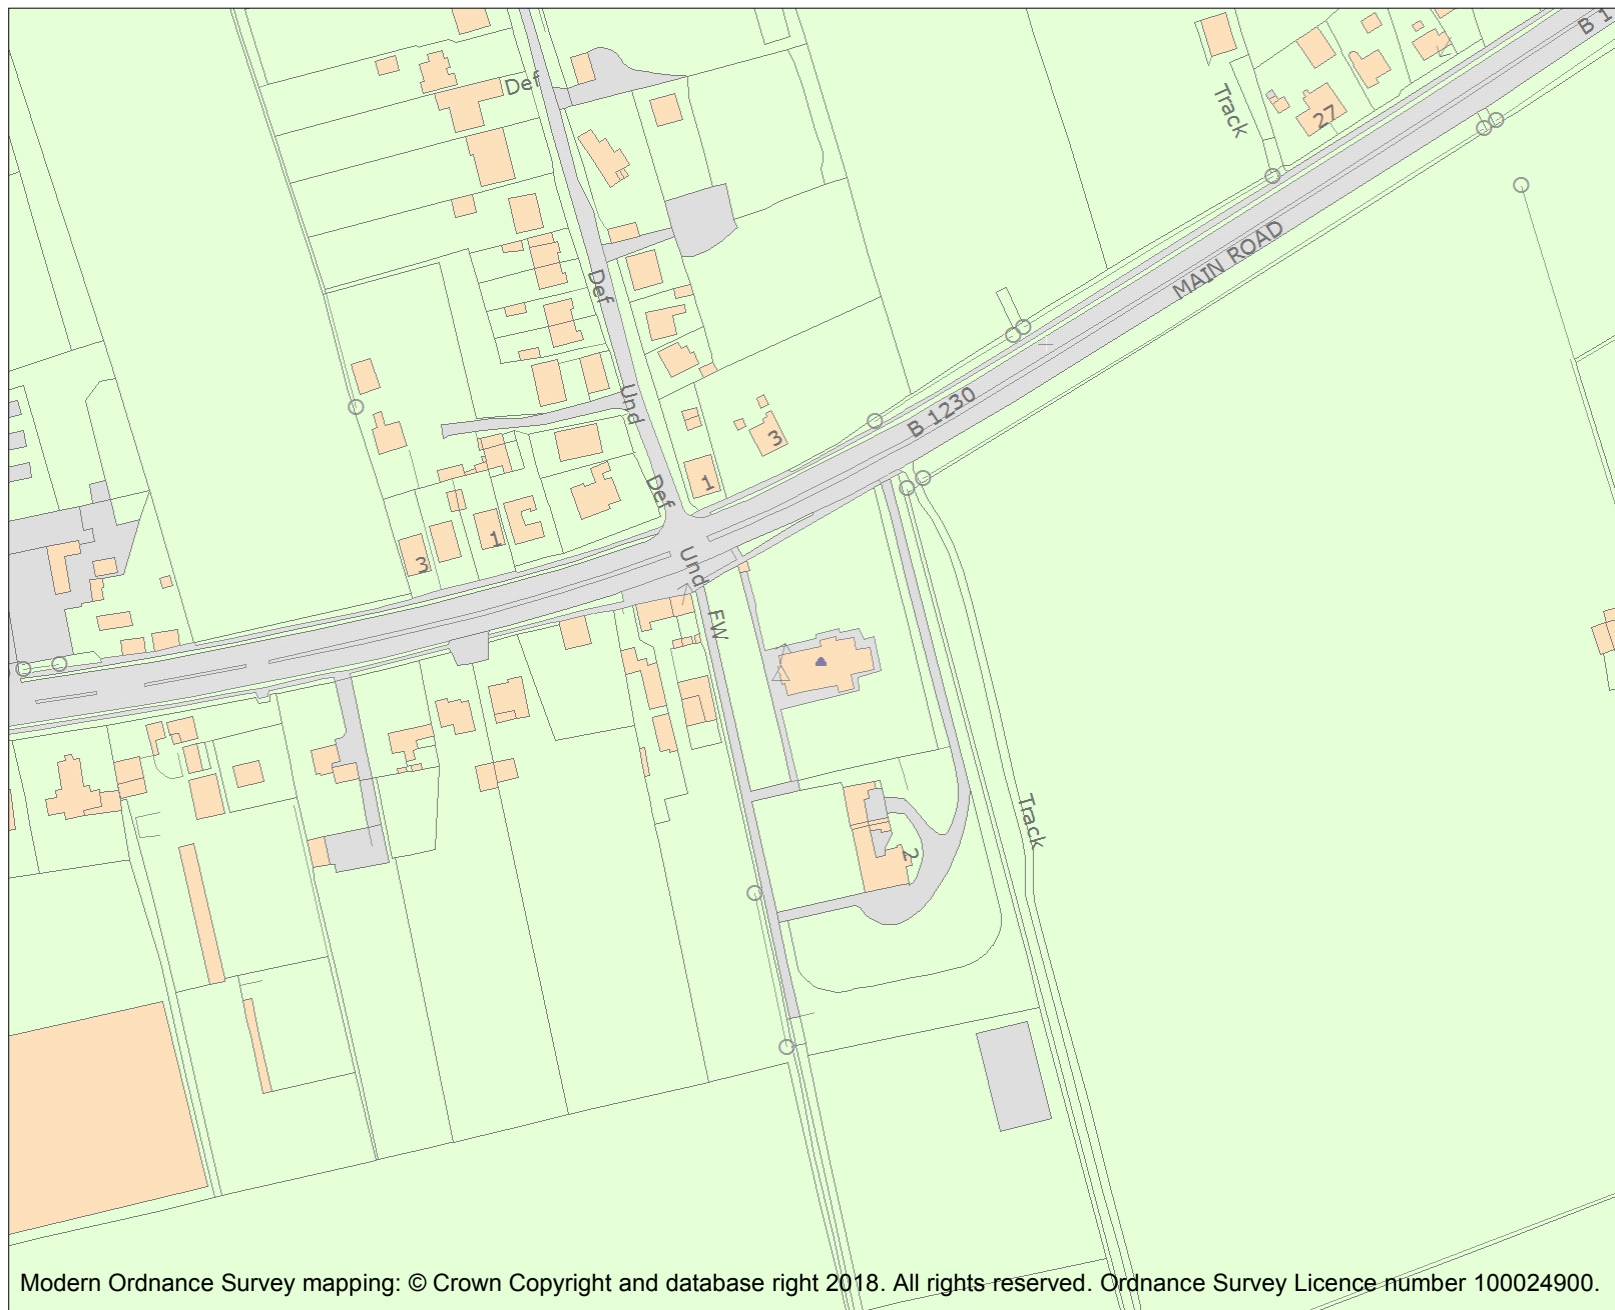 B 1
Def
Track
27
MAIN ROAD
Def
B 1230
Und
3
1
Def
1
3
Und
FW
Track
2
Modern Ordnance Survey mapping: © Crown Copyright and database right 2018. All rights reserved. Ordnance Survey Licence number 100024900.